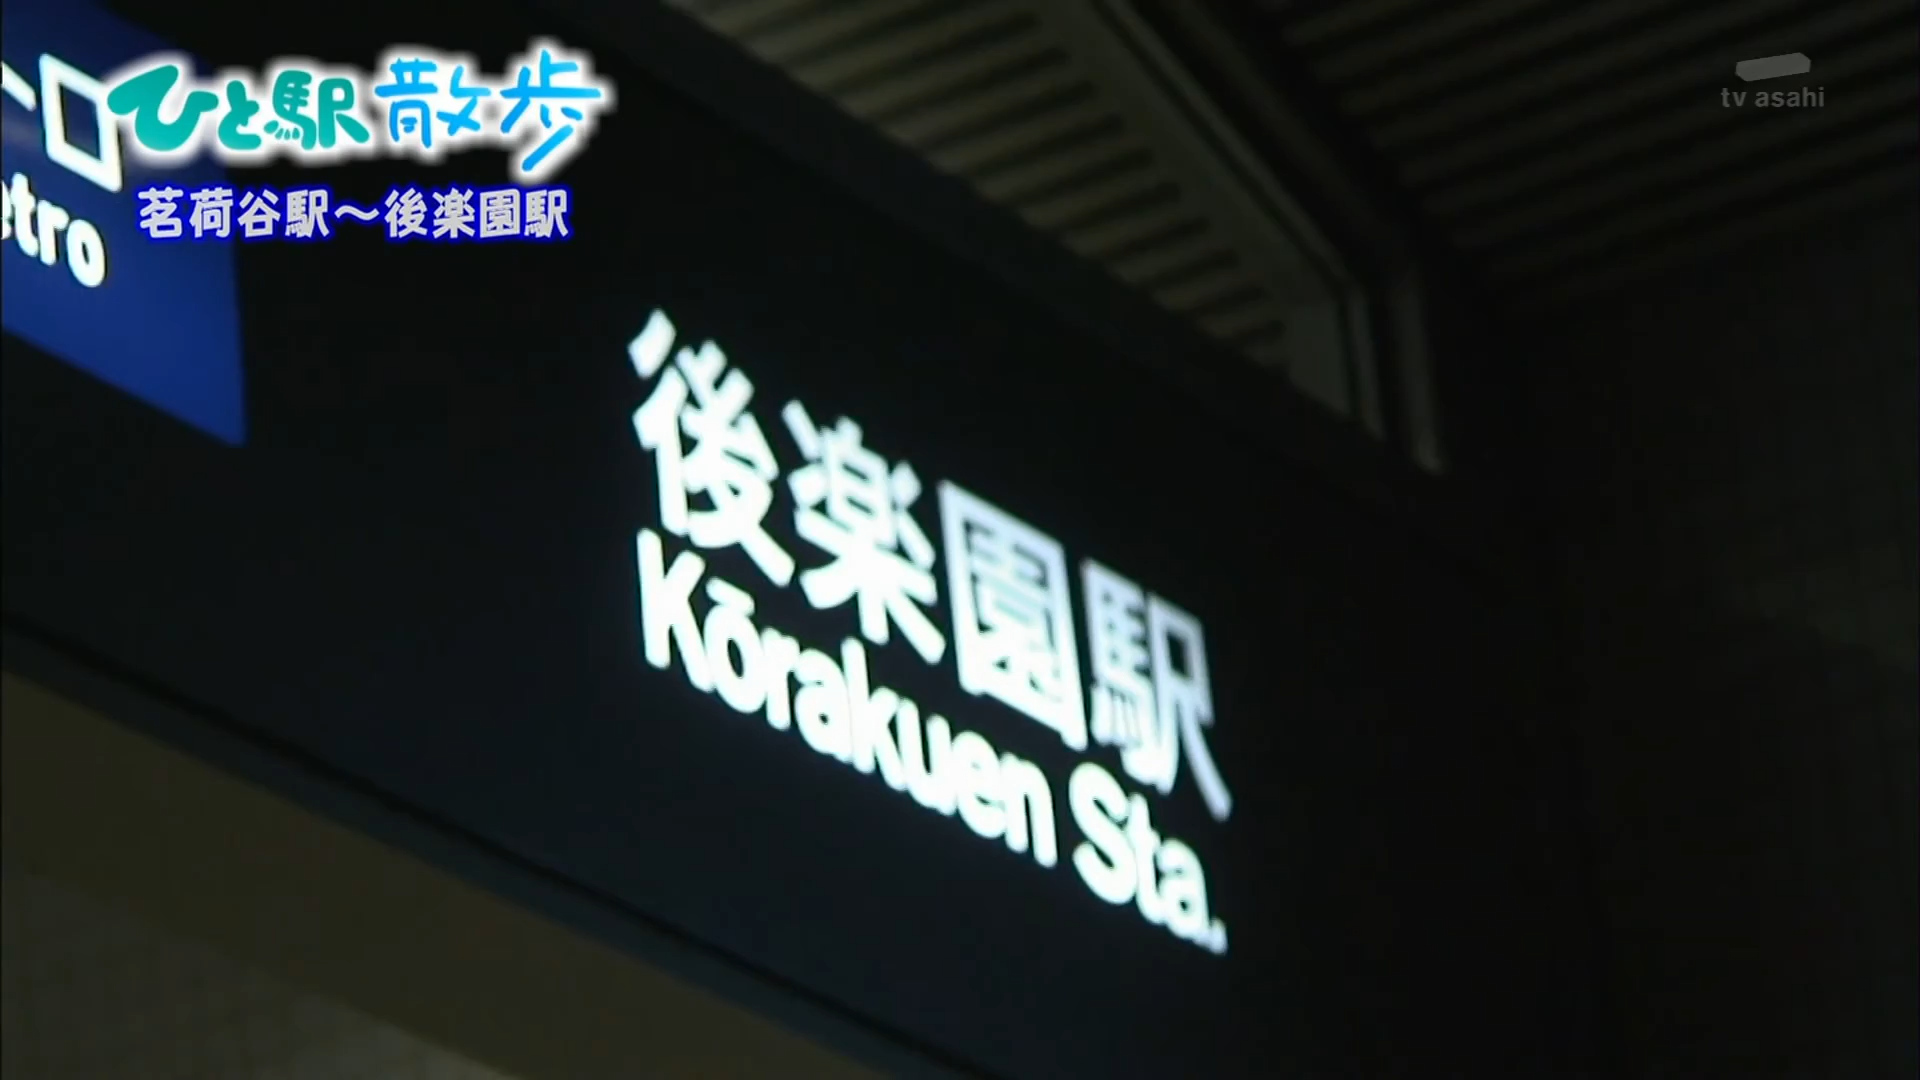 ひと駅散歩
茗荷谷駅～後楽園駅
tv asahi
ロ
etro
後楽園駅
Kōrakuen Sta.